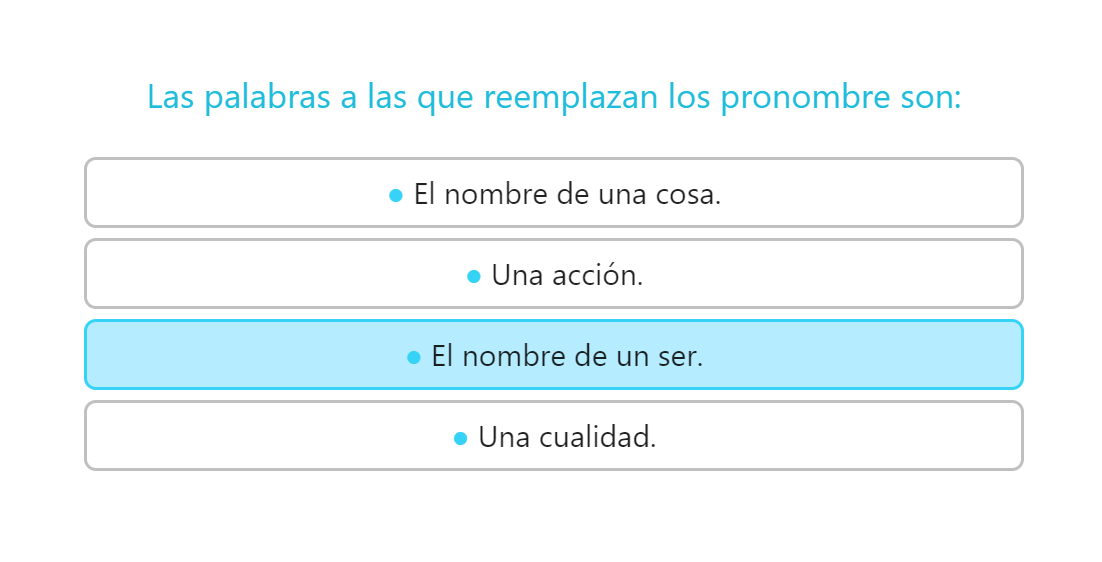 Las palabras a las que reemplazan los pronombre son:
● El nombre de una cosa.
● Una acción.
● El nombre de un ser.
● Una cualidad.